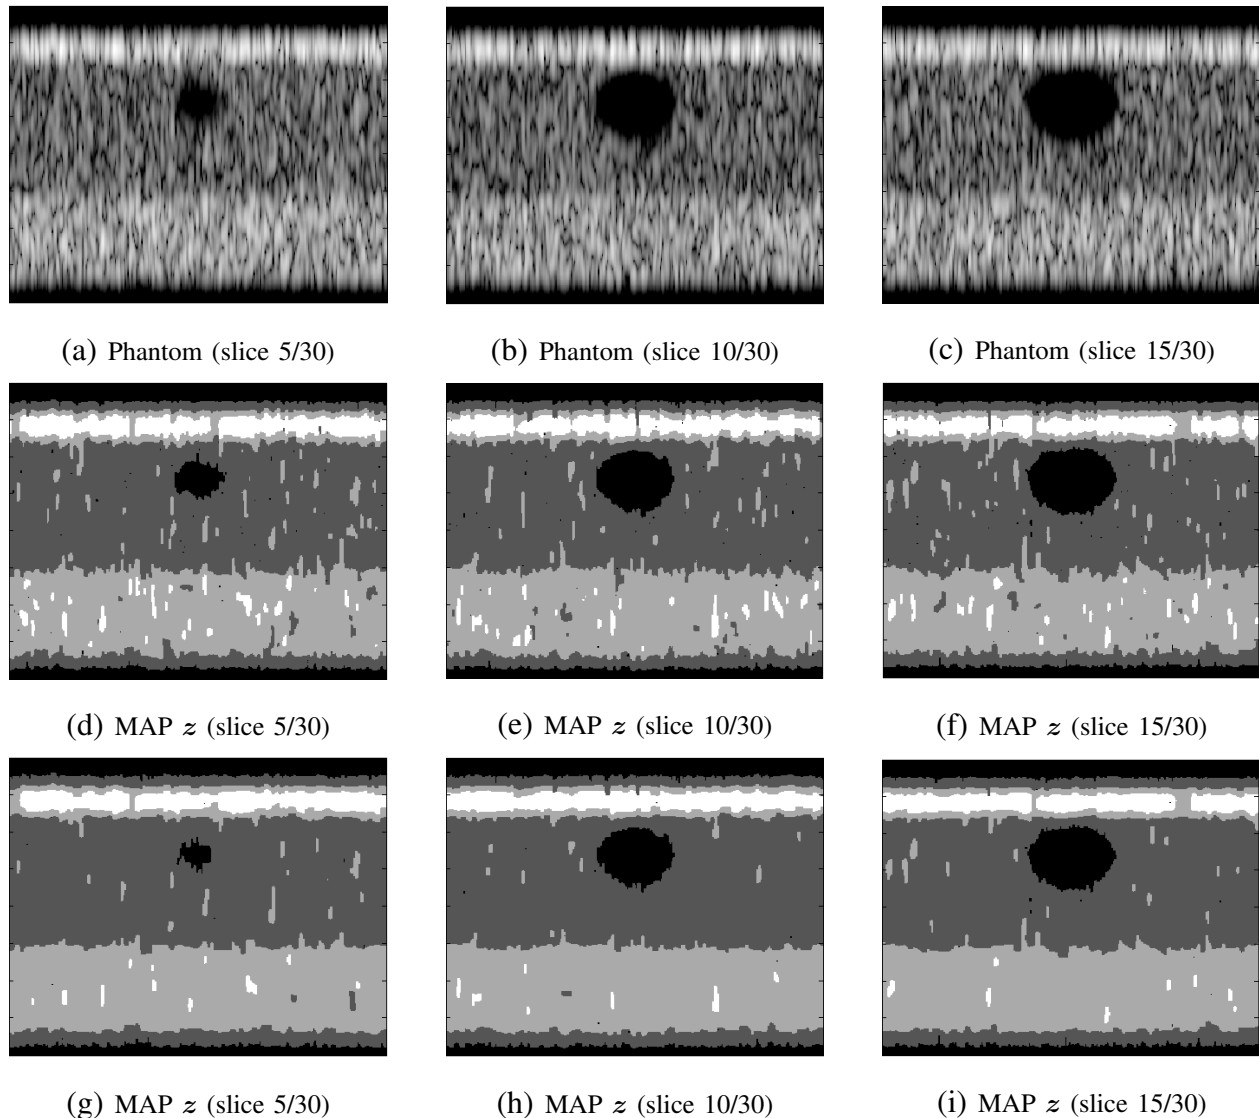 (a) Phantom (slice 5/30)
(b) Phantom (slice 10/30)
(c) Phantom (slice 15/30)
(d) MAP z (slice 5/30)
(e) MAP z (slice 10/30)
(f) MAP z (slice 15/30)
(g) MAP z (slice 5/30)
(h) MAP z (slice 10/30)
(i) MAP z (slice 15/30)